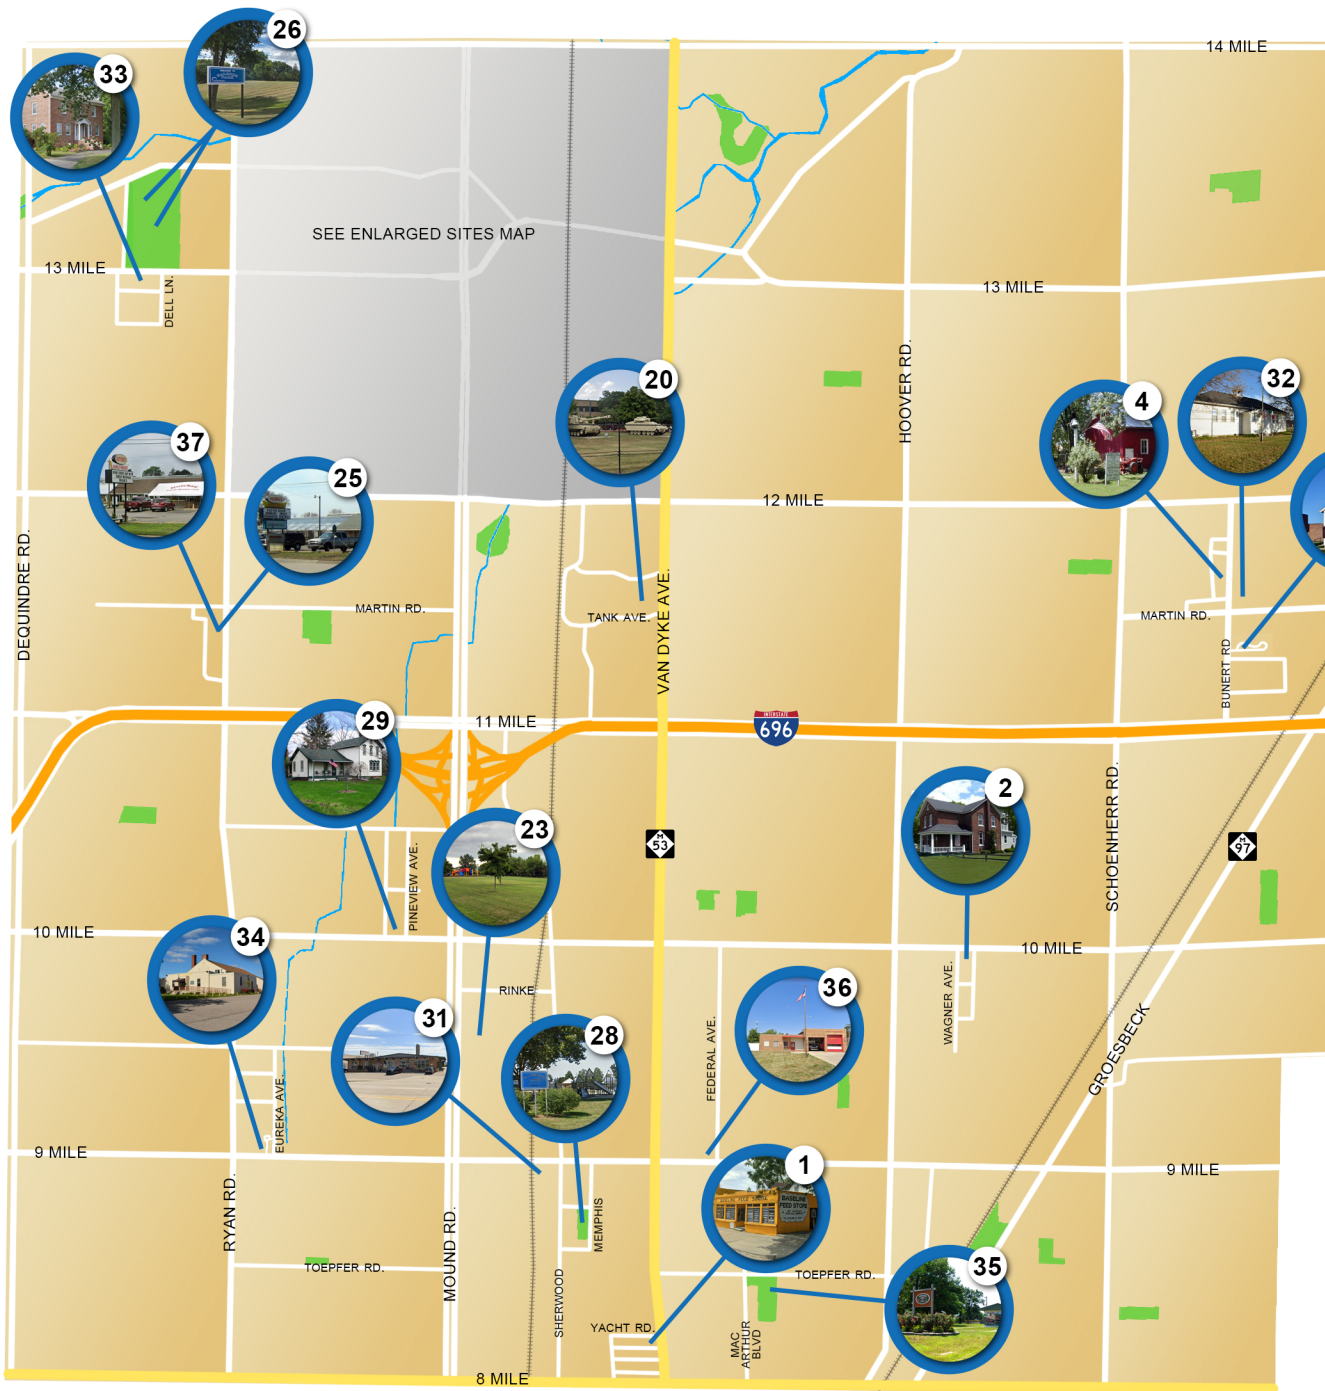 26
14 MILE
33
SEE ENLARGED SITES MAP
13 MILE
13 MILE
DELL LN.
HOOVER RD.
20
32
4
37
25
12 MILE
DEQUINDRE RD.
VAN DYKE AVE.
MARTIN RD.
TANK AVE.
MARTIN RD.
BUNERT RD
29
11 MILE
INTERSTATE
696
SCHOENHERR RD.
2
23
M
53
M
97
PINEVIEW AVE.
10 MILE
34
10 MILE
WAGNER AVE.
RINKE
36
31
28
FEDERAL AVE.
GROESBECK
EUREKA AVE.
9 MILE
1
9 MILE
BASELINE
FEED STORE
RYAN RD.
MOUND RD.
MEMPHIS
TOEPFER RD.
TOEPFER RD.
35
SHERWOOD
YACHT RD.
MAC
ARTHUR
BLVD
8 MILE